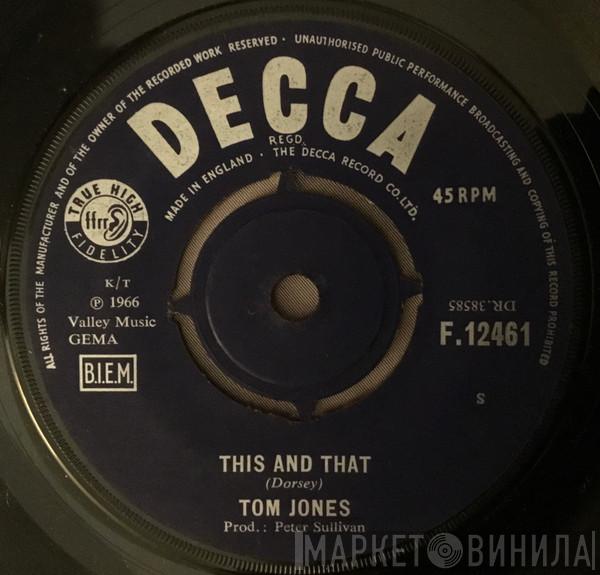 ALL RIGHTS OF THE MANUFACTURER AND OF THE OWNER OF THE RECORDED WORK RESERVED · UNAUTHORISED PUBLIC PERFORMANCE BROADCASTING AND COPYING OF THIS RECORD PROHIBITED
DECCA
REGD.
MADE IN ENGLAND · THE DECCA RECORD CO. LTD.
TRUE HIGH
ffrr
FIDELITY
45 RPM
K/T
℗ 1966
Valley Music
GEMA
B.I.E.M.
DR.38585
F.12461
S
THIS AND THAT
(Dorsey)
TOM JONES
Prod.: Peter Sullivan
МАРКЕТ ВИНИЛА